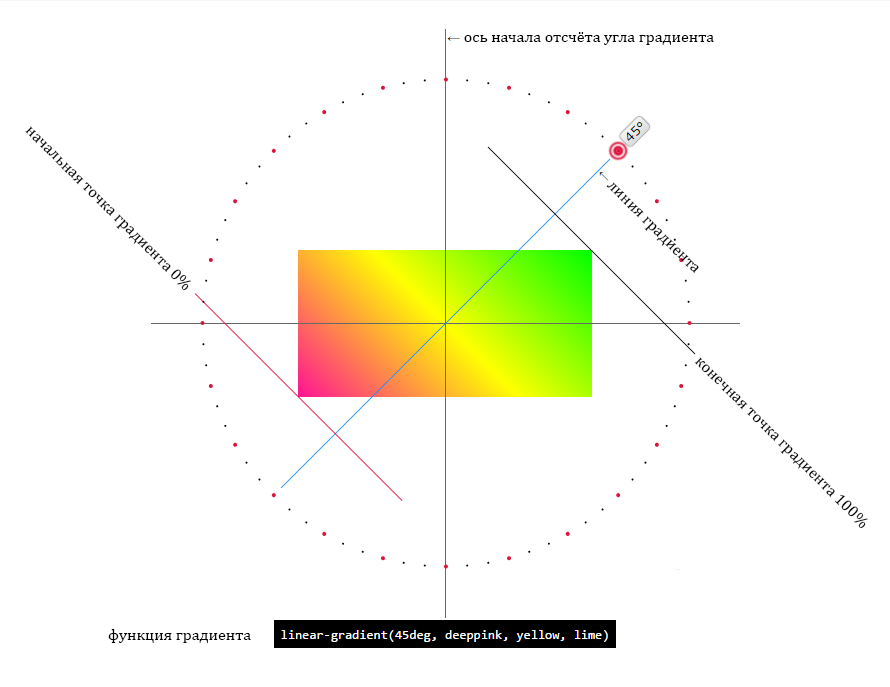 ← ось начала отсчёта угла градиента
45°
начальная точка градиента 0%
↖ линия градиента
конечная точка градиента 100%
функция градиента
linear-gradient(45deg, deeppink, yellow, lime)